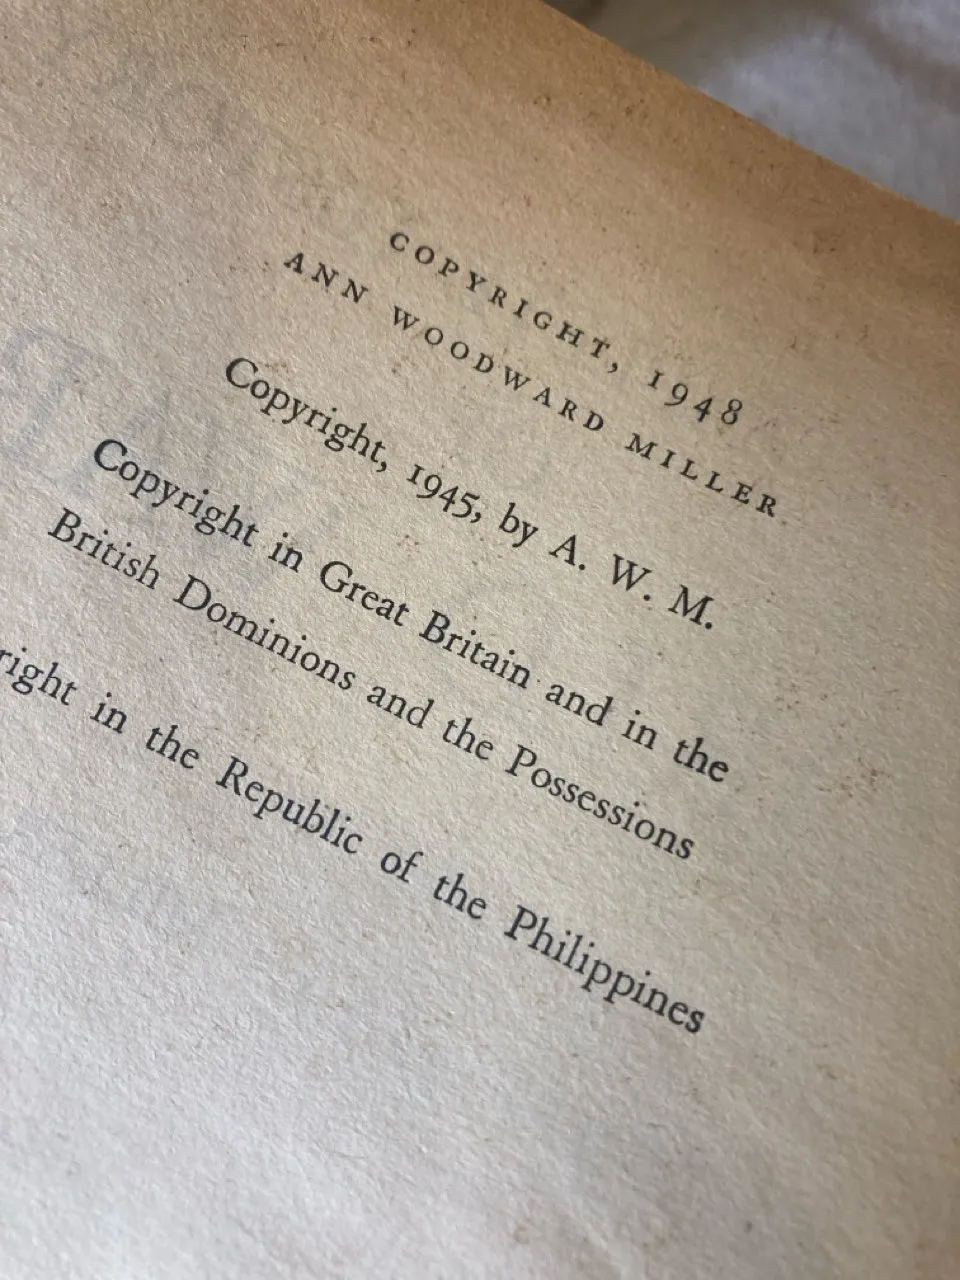 COPYRIGHT, 1948
ANN WOODWARD MILLER
Copyright, 1945, by A. W. M.
Copyright in Great Britain and in the
British Dominions and the Possessions
right in the Republic of the Philippines